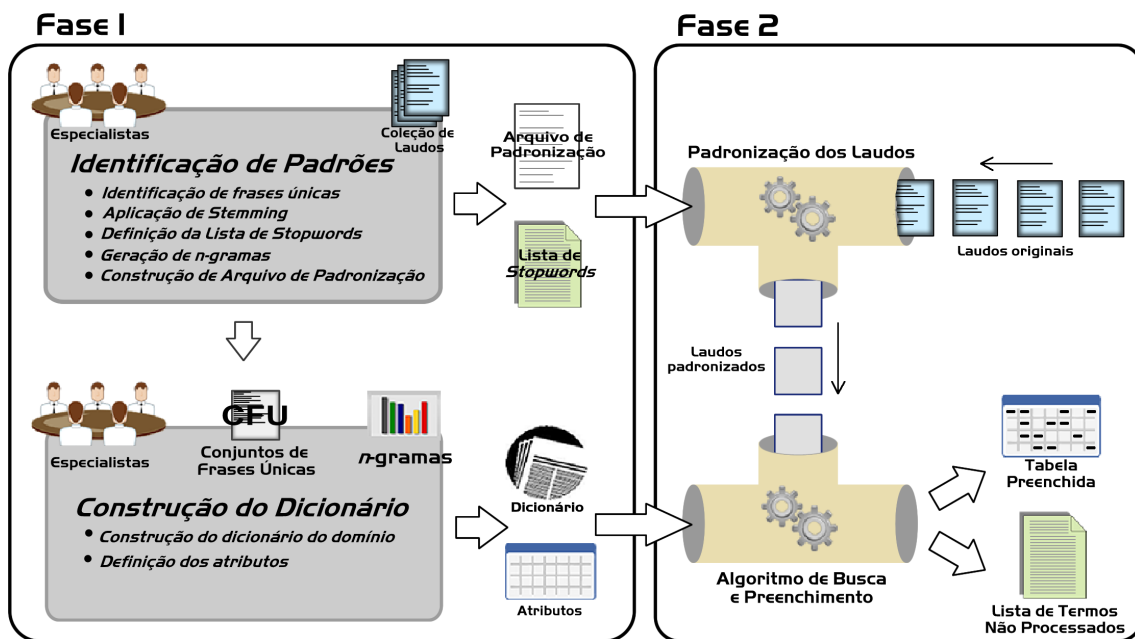 Fase 1
Especialistas
Coleção de
Laudos
Identificação de Padrões
• Identificação de frases únicas
• Aplicação de Stemming
• Definição da Lista de Stopwords
• Geração de n-gramas
• Construção de Arquivo de Padronização
Arquivo de
Padronização
Lista de
Stopwords
Especialistas
CFU
Conjuntos de
Frases Únicas
n-gramas
Construção do Dicionário
• Construção do dicionário do domínio
• Definição dos atributos
Dicionário
Atributos
Fase 2
Padronização dos Laudos
Laudos originais
Laudos
padronizados
Algoritmo de Busca
e Preenchimento
Tabela
Preenchida
Lista de Termos
Não Processados